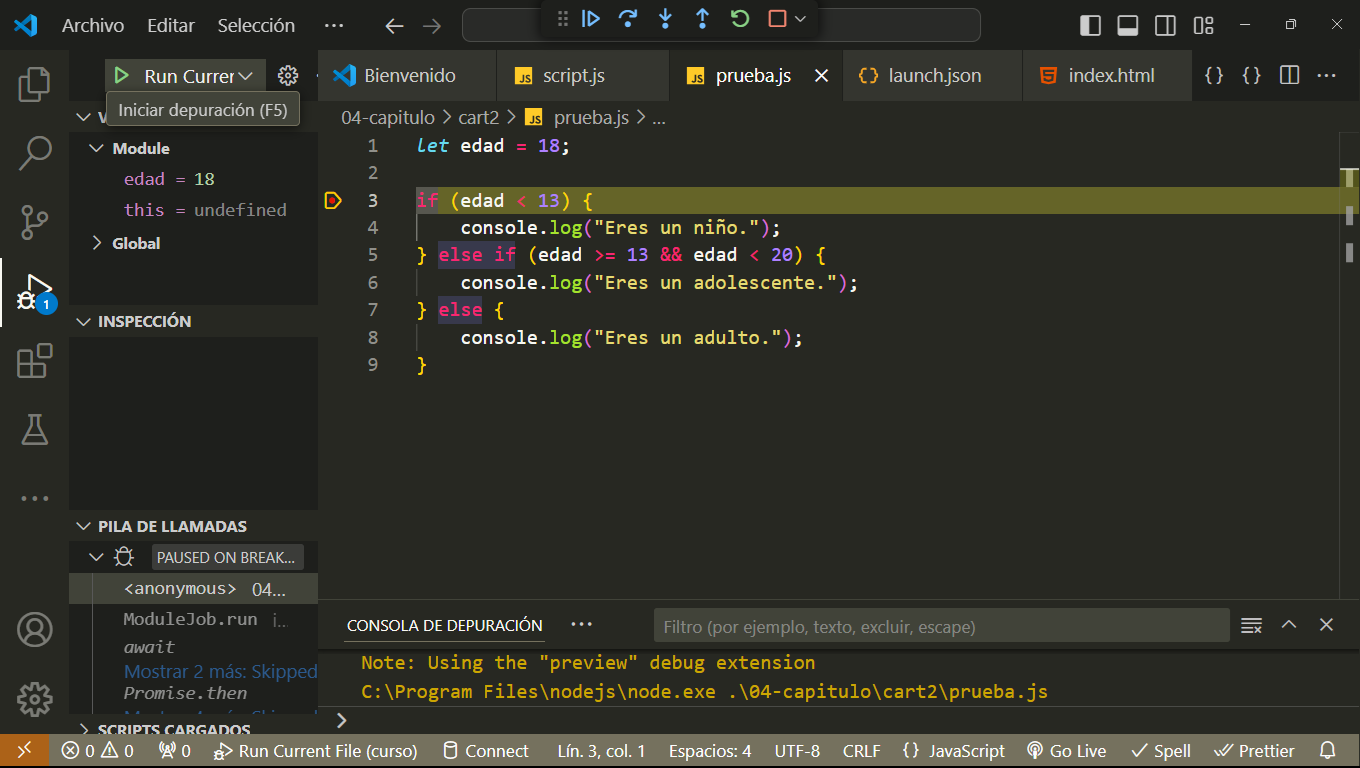 Archivo Editar Selección ···
Run Currer
Bienvenido
JS script.js
JS prueba.js
{} launch.json
index.html
{} {} ···
Iniciar depuración (F5)
V
04-capitulo > cart2 > JS prueba.js > ...
Module
edad = 18
this = undefined
Global
INSPECCIÓN
1
PILA DE LLAMADAS
PAUSED ON BREAK...
<anonymous> 04...
ModuleJob.run i...
await
Mostrar 2 más: Skipped
Promise.then
SCRIPTS CARGADOS
1 let edad = 18;
2
3 if (edad < 13) {
4 console.log("Eres un niño.");
5 } else if (edad >= 13 && edad < 20) {
6 console.log("Eres un adolescente.");
7 } else {
8 console.log("Eres un adulto.");
9 }
CONSOLA DE DEPURACIÓN ··· Filtro (por ejemplo, texto, excluir, escape)
Note: Using the "preview" debug extension
C:\Program Files\nodejs\node.exe .\04-capitulo\cart2\prueba.js
>
0 0 0 Run Current File (curso) Connect Lín. 3, col. 1 Espacios: 4 UTF-8 CRLF {} JavaScript Go Live Spell Prettier